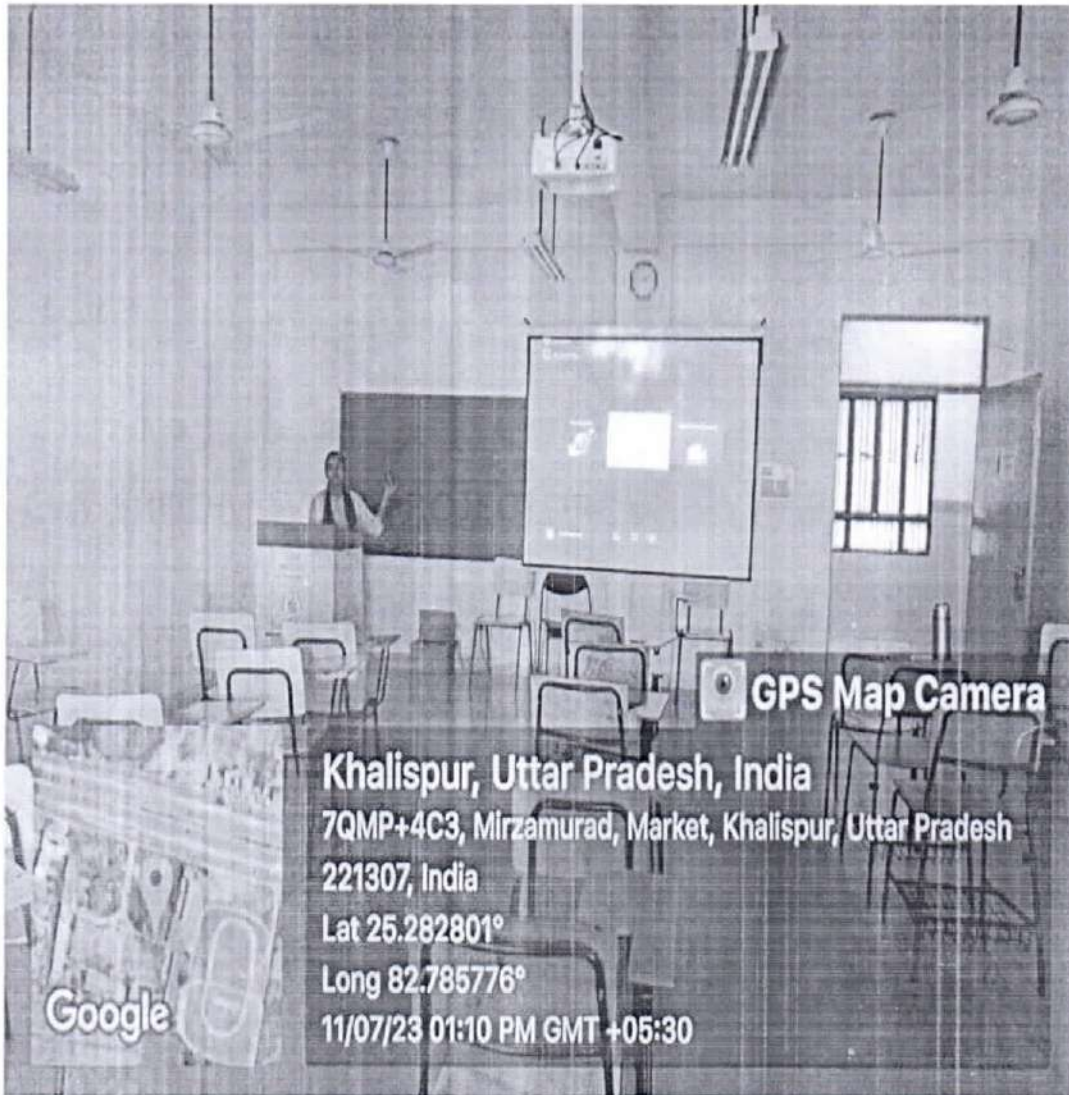 GPS Map Camera
Khalispur, Uttar Pradesh, India
7QMP+4C3, Mirzamurad, Market, Khalispur, Uttar Pradesh
221307, India
Lat 25.282801°
Long 82.785776°
11/07/23 01:10 PM GMT +05:30
Google